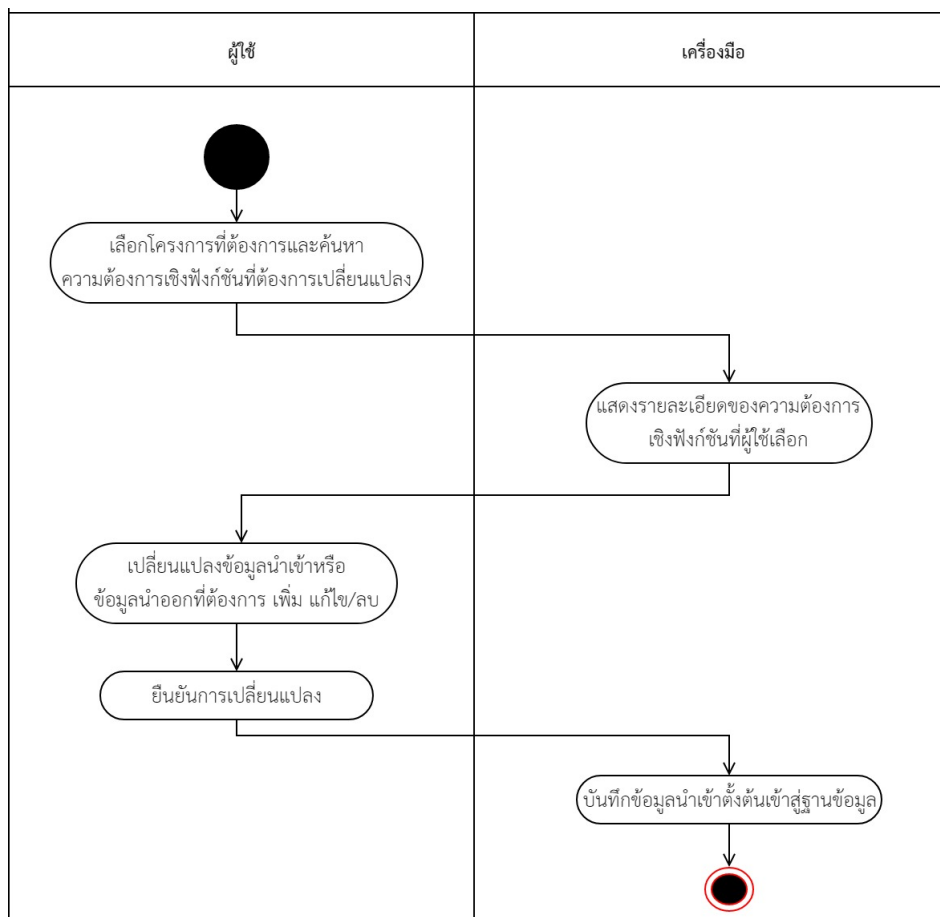 ผู้ใช้
เครื่องมือ
เลือกโครงการที่ต้องการและค้นหา
ความต้องการเชิงฟังก์ชันที่ต้องการเปลี่ยนแปลง
แสดงรายละเอียดของความต้องการ
เชิงฟังก์ชันที่ผู้ใช้เลือก
เปลี่ยนแปลงข้อมูลนำเข้าหรือ
ข้อมูลนำออกที่ต้องการ เพิ่ม แก้ไข/ลบ
ยืนยันการเปลี่ยนแปลง
บันทึกข้อมูลนำเข้าตั้งต้นเข้าสู่ฐานข้อมูล